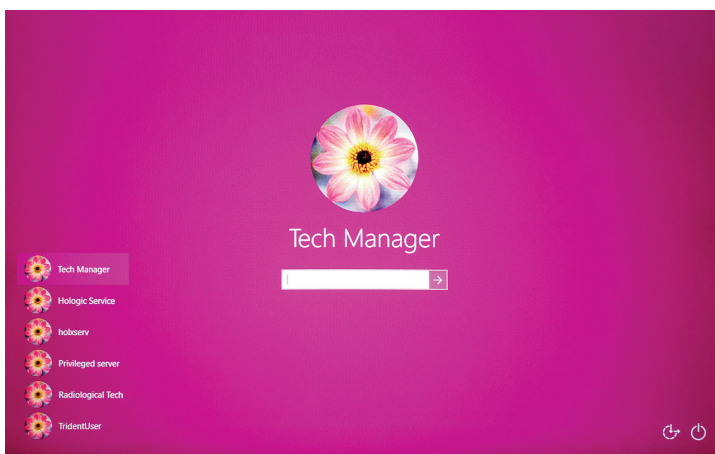 Tech Manager
Tech Manager
Hologic Service
holxserv
Privileged server
Radiological Tech
TridentUser